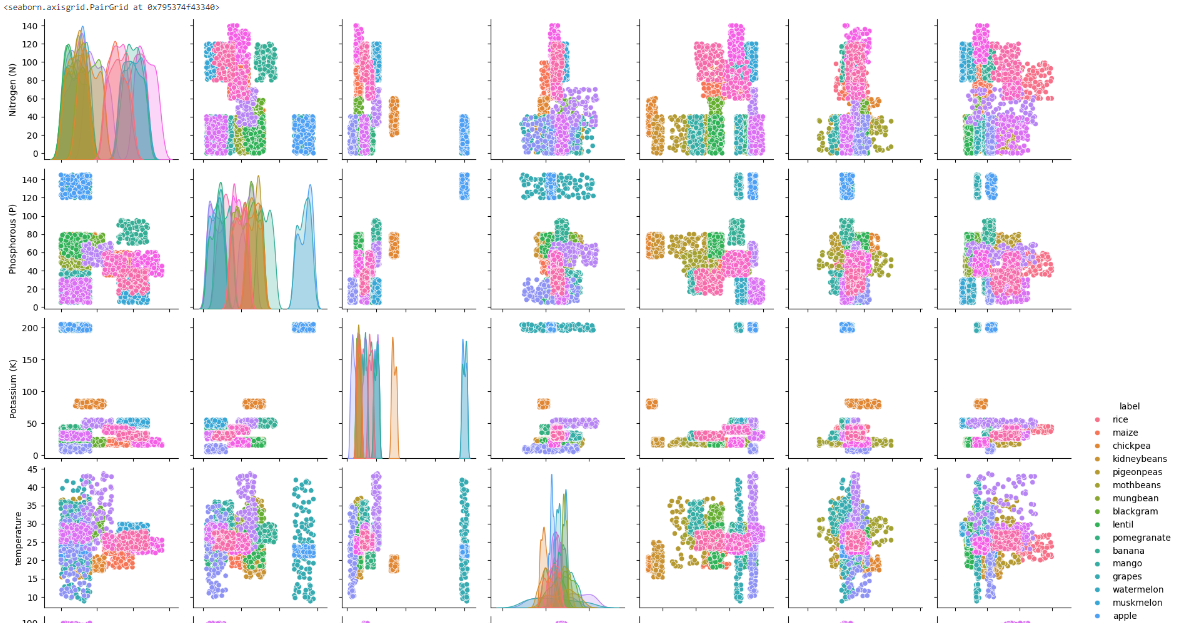 <seaborn.axisgrid.PairGrid at 0x795374f43340>
Nitrogen (N)
140
120
100
80
60
40
20
0
Phosphorous (P)
140
120
100
80
60
40
20
0
Potassium (K)
200
150
100
50
0
temperature
45
40
35
30
25
20
15
10
100
label
rice
maize
chickpea
kidneybeans
pigeonpeas
mothbeans
mungbean
blackgram
lentil
pomegranate
banana
mango
grapes
watermelon
muskmelon
apple